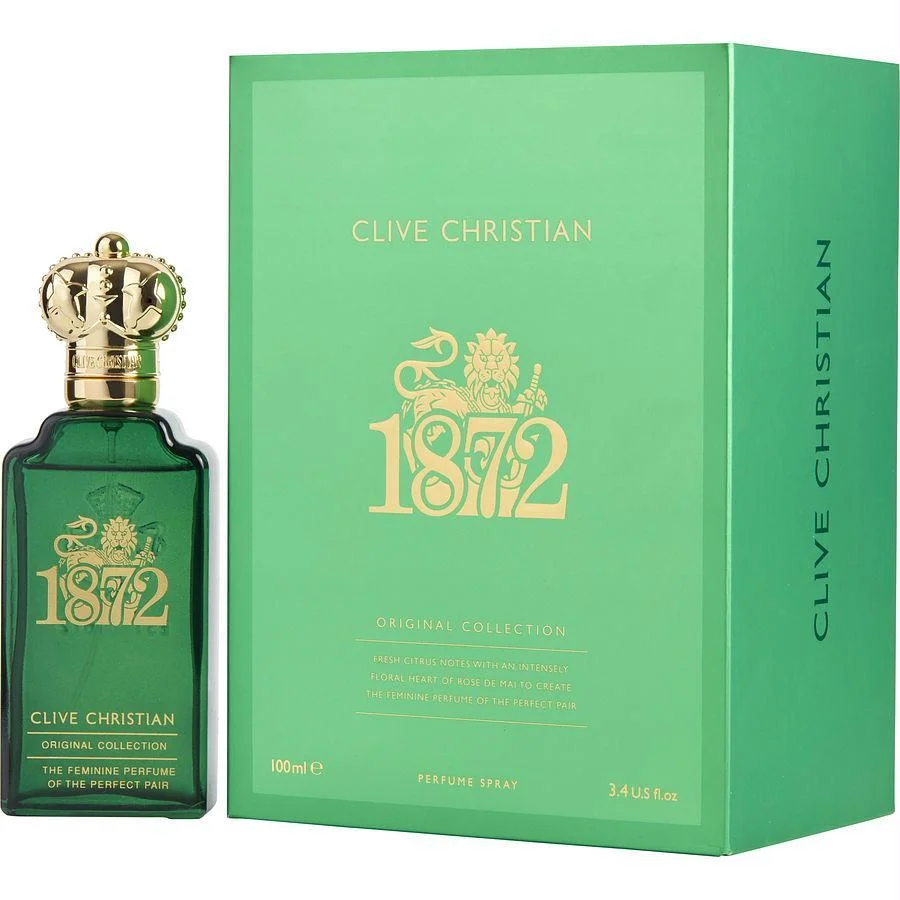 CLIVE CHRISTIAN
1872
CLIVE CHRISTIAN
ORIGINAL COLLECTION
THE FEMININE PERFUME
OF THE PERFECT PAIR
CLIVE CHRISTIAN
1872
ORIGINAL COLLECTION
FRESH CITRUS NOTES WITH AN INTENSELY
FLORAL HEART OF ROSE DE MAI TO CREATE
THE FEMININE PERFUME OF THE PERFECT PAIR
100ml ℮
PERFUME SPRAY
3.4 U.S fl.oz
CLIVE CHRISTIAN